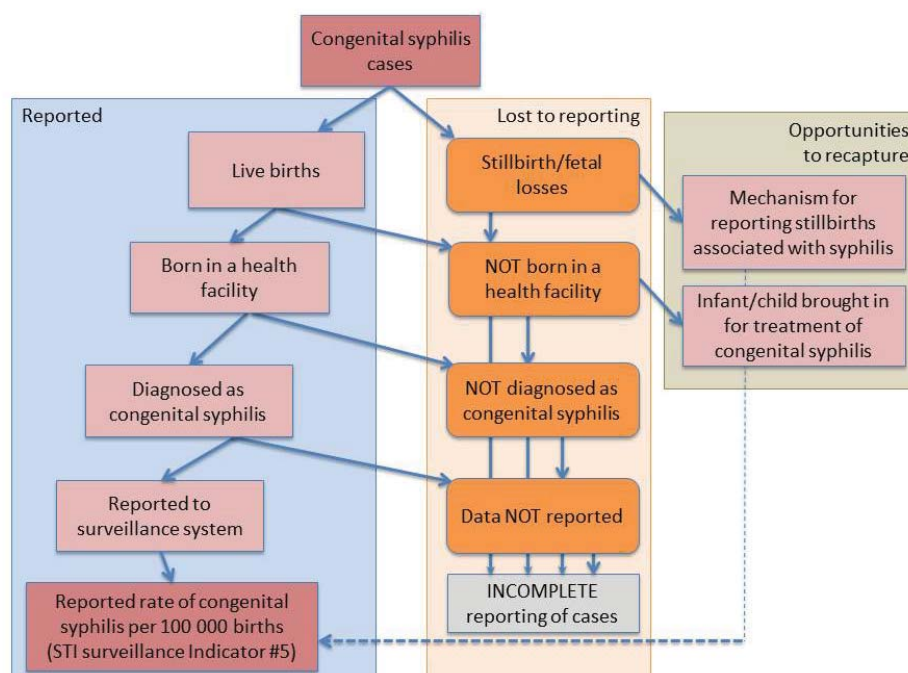 Congenital syphilis
cases
Reported
Live births
Born in a health
facility
Diagnosed as
congenital syphilis
Reported to
surveillance system
Reported rate of congenital
syphilis per 100 000 births
(STI surveillance Indicator #5)
Lost to reporting
Stillbirth/fetal
losses
NOT born in a
health facility
NOT diagnosed as
congenital syphilis
Data NOT reported
INCOMPLETE
reporting of cases
Opportunities
to recapture
Mechanism for
reporting stillbirths
associated with syphilis
Infant/child brought in
for treatment of
congenital syphilis